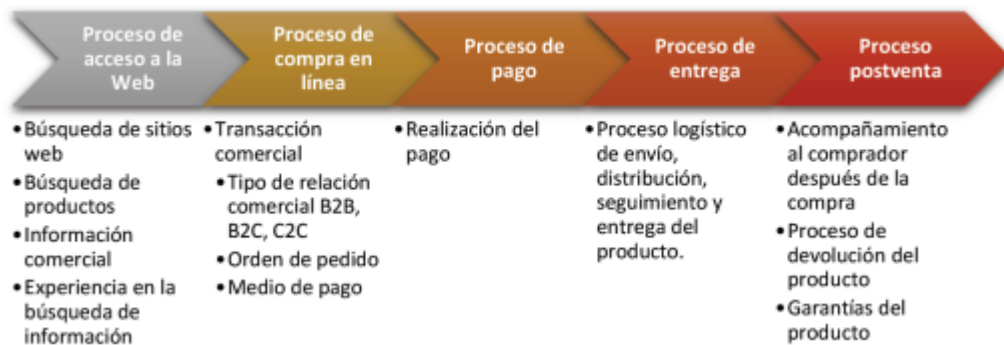 Proceso de
acceso a la
Web
Proceso de
compra en
línea
Proceso de
pago
Proceso de
entrega
Proceso
postventa
•Búsqueda de sitios
web
•Búsqueda de
productos
•Información
comercial
•Experiencia en la
búsqueda de
información
•Transacción
comercial
•Tipo de relación
comercial B2B,
B2C, C2C
•Orden de pedido
•Medio de pago
•Realización del
pago
•Proceso logístico
de envío,
distribución,
seguimiento y
entrega del
producto.
•Acompañamiento
al comprador
después de la
compra
•Proceso de
devolución del
producto
•Garantías del
producto